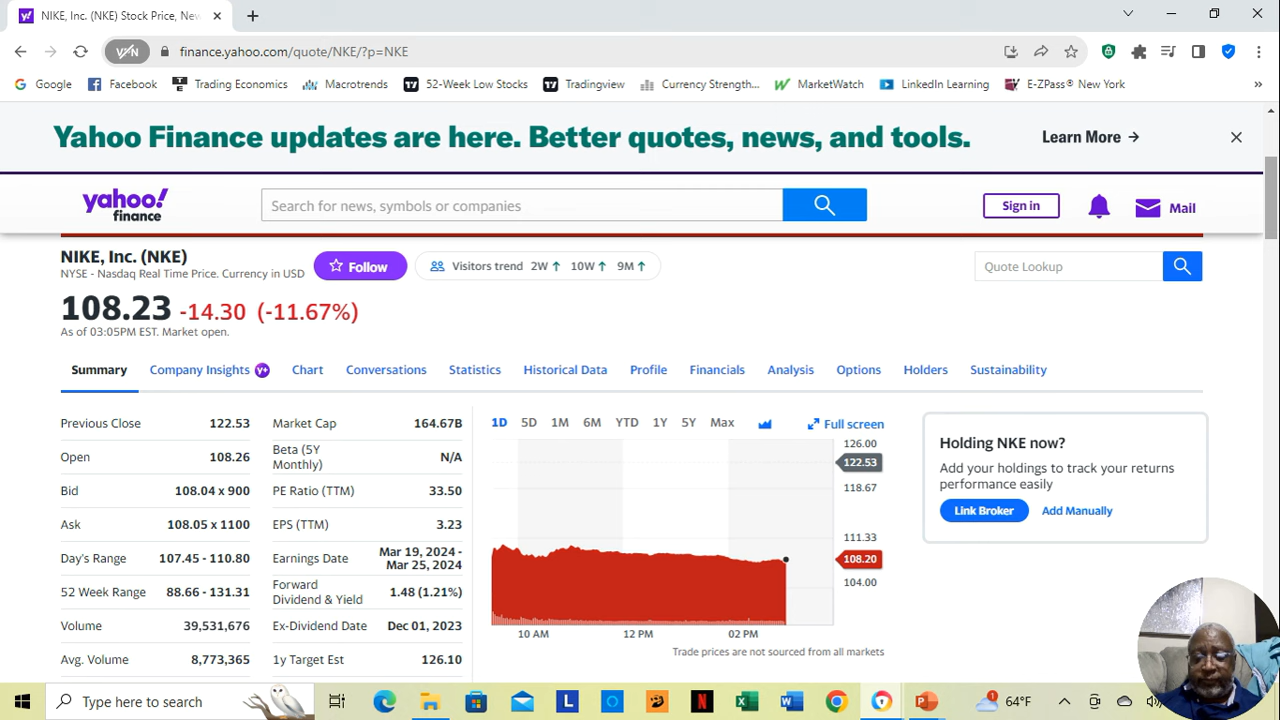 NIKE, Inc. (NKE) Stock Price, New
finance.yahoo.com/quote/NKE/?p=NKE
Google Facebook Trading Economics Macrotrends 52-Week Low Stocks Tradingview Currency Strength... MarketWatch LinkedIn Learning E-ZPass® New York »
Yahoo Finance updates are here. Better quotes, news, and tools. Learn More →
yahoo!
finance
Search for news, symbols or companies
Sign in
Mail
NIKE, Inc. (NKE)
NYSE - Nasdaq Real Time Price. Currency in USD
Follow
Visitors trend 2W ↑ 10W ↑ 9M ↑
Quote Lookup
108.23 -14.30 (-11.67%)
As of 03:05PM EST. Market open.
Summary Company Insights Y+ Chart Conversations Statistics Historical Data Profile Financials Analysis Options Holders Sustainability
Previous Close 122.53
Open 108.26
Bid 108.04 x 900
Ask 108.05 x 1100
Day's Range 107.45 - 110.80
52 Week Range 88.66 - 131.31
Volume 39,531,676
Avg. Volume 8,773,365
Market Cap 164.67B
Beta (5Y
Monthly) N/A
PE Ratio (TTM) 33.50
EPS (TTM) 3.23
Earnings Date Mar 19, 2024 -
Mar 25, 2024
Forward
Dividend & Yield 1.48 (1.21%)
Ex-Dividend Date Dec 01, 2023
1y Target Est 126.10
1D 5D 1M 6M YTD 1Y 5Y Max Full screen
126.00
122.53
118.67
111.33
108.20
104.00
10 AM 12 PM 02 PM
Trade prices are not sourced from all markets
Holding NKE now?
Add your holdings to track your returns
performance easily
Link Broker Add Manually
Type here to search
64°F